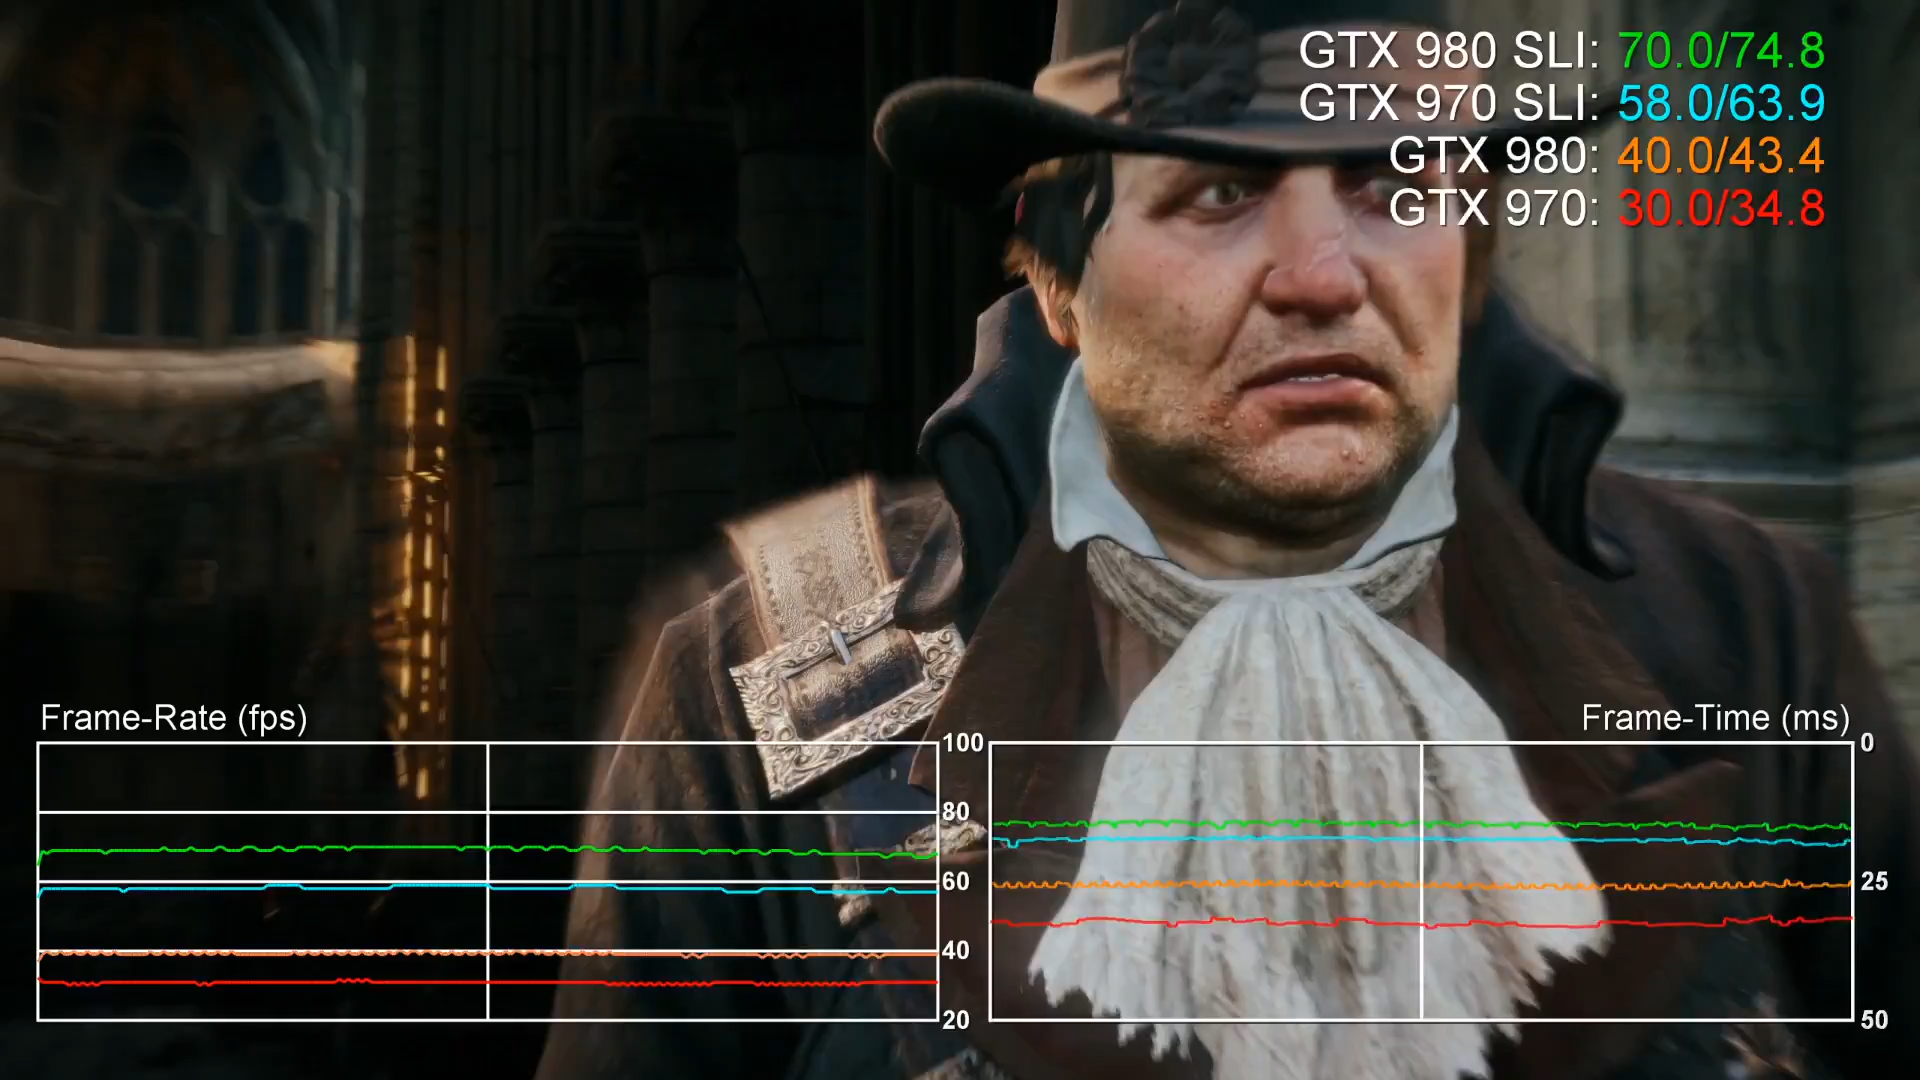 GTX 980 SLI: 70.0/74.8
GTX 970 SLI: 58.0/63.9
GTX 980: 40.0/43.4
GTX 970: 30.0/34.8
Frame-Rate (fps)
100
80
60
40
20
Frame-Time (ms)
0
25
50